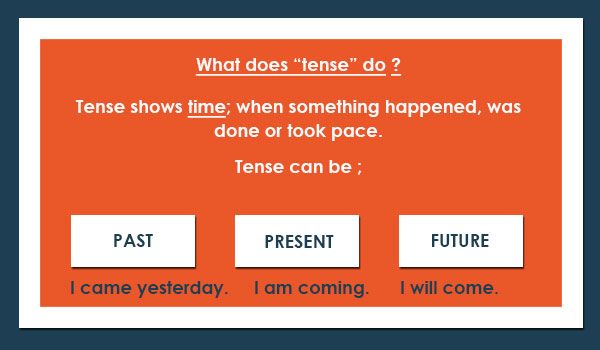 What does “tense” do ?
Tense shows time; when something happened, was
done or took pace.
Tense can be ;
PAST PRESENT FUTURE
I came yesterday. I am coming. I will come.